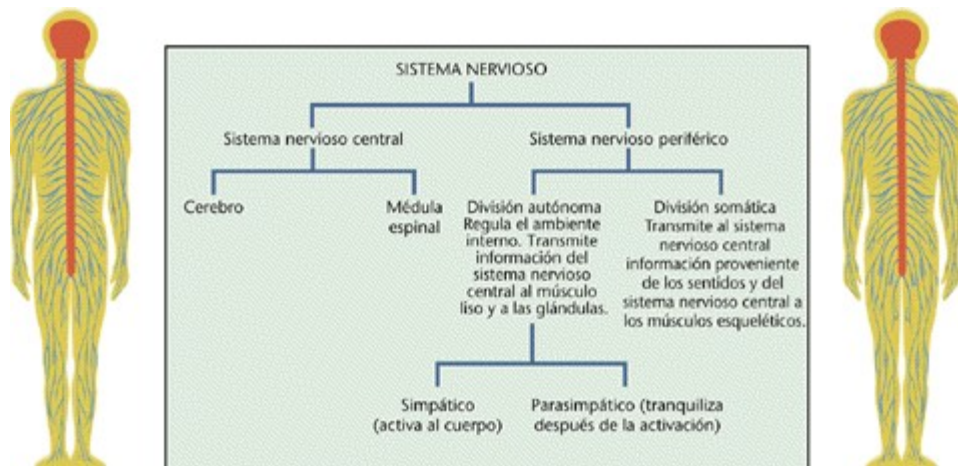 SISTEMA NERVIOSO
Sistema nervioso central
Sistema nervioso periférico
Cerebro
Médula
espinal
División autónoma
Regula el ambiente
interno. Transmite
información del
sistema nervioso
central al músculo
liso y a las glándulas.
División somática
Transmite al sistema
nervioso central
información proveniente
de los sentidos y del
sistema nervioso central a
los músculos esqueléticos.
Simpático
(activa al cuerpo)
Parasimpático (tranquiliza
después de la activación)